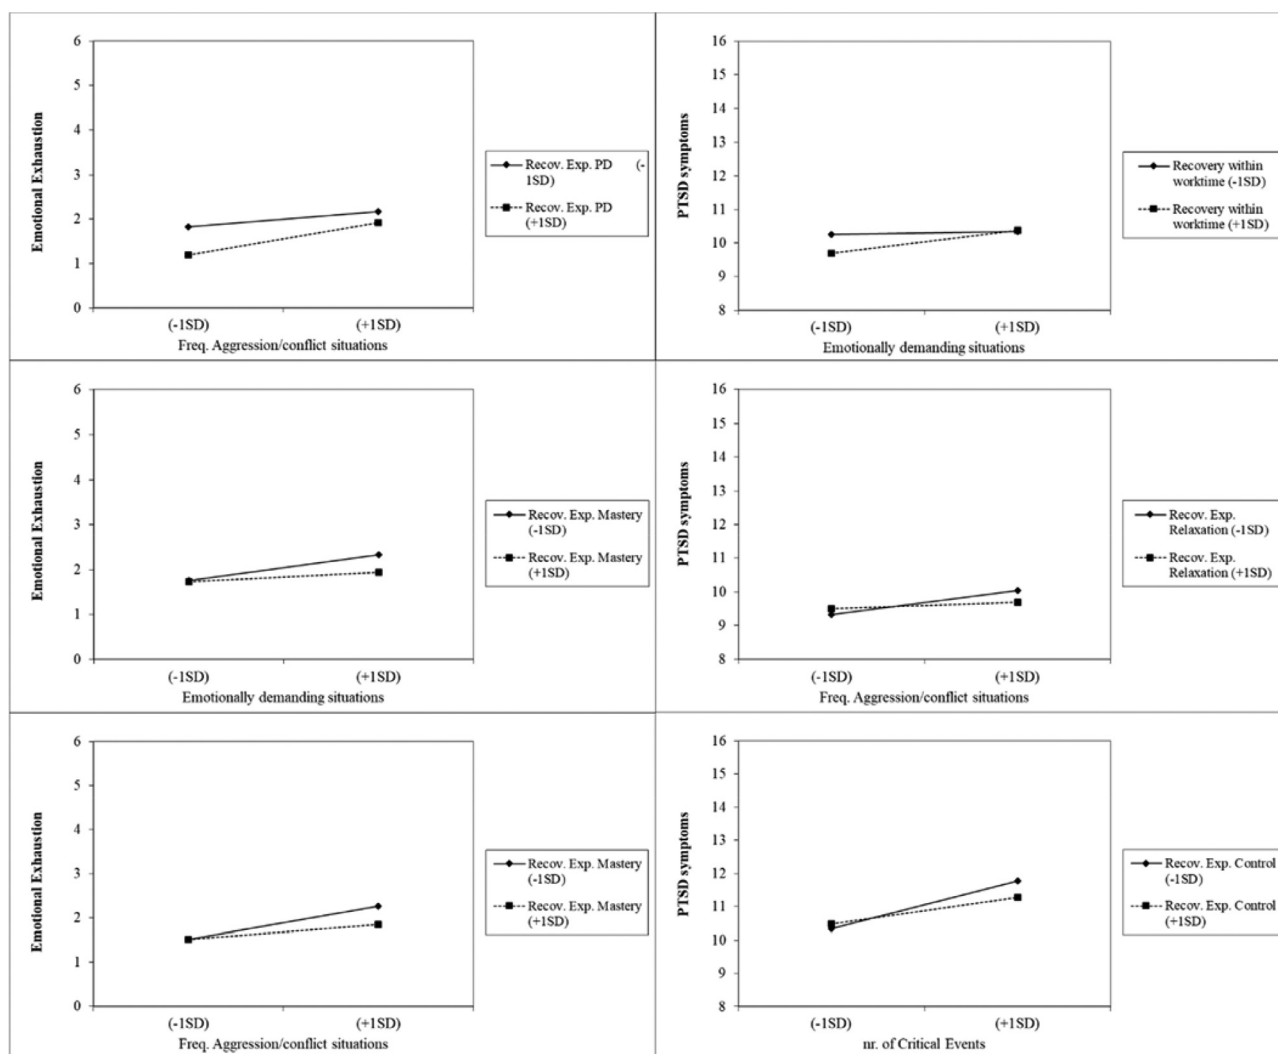 6
5
4
3
2
1
0
Emotional Exhaustion
(-1SD)
(+1SD)
Freq. Aggression/conflict situations
Recov. Exp. PD (-
1SD)
Recov. Exp. PD
(+1SD)
16
15
14
13
12
11
10
9
8
PTSD symptoms
(-1SD)
(+1SD)
Emotionally demanding situations
Recovery within
worktime (-1SD)
Recovery within
worktime (+1SD)
6
5
4
3
2
1
0
Emotional Exhaustion
(-1SD)
(+1SD)
Emotionally demanding situations
Recov. Exp. Mastery
(-1SD)
Recov. Exp. Mastery
(+1SD)
16
15
14
13
12
11
10
9
8
PTSD symptoms
(-1SD)
(+1SD)
Freq. Aggression/conflict situations
Recov. Exp.
Relaxation (-1SD)
Recov. Exp.
Relaxation (+1SD)
6
5
4
3
2
1
0
Emotional Exhaustion
(-1SD)
(+1SD)
Freq. Aggression/conflict situations
Recov. Exp. Mastery
(-1SD)
Recov. Exp. Mastery
(+1SD)
16
15
14
13
12
11
10
9
8
PTSD symptoms
(-1SD)
(+1SD)
nr. of Critical Events
Recov. Exp. Control
(-1SD)
Recov. Exp. Control
(+1SD)